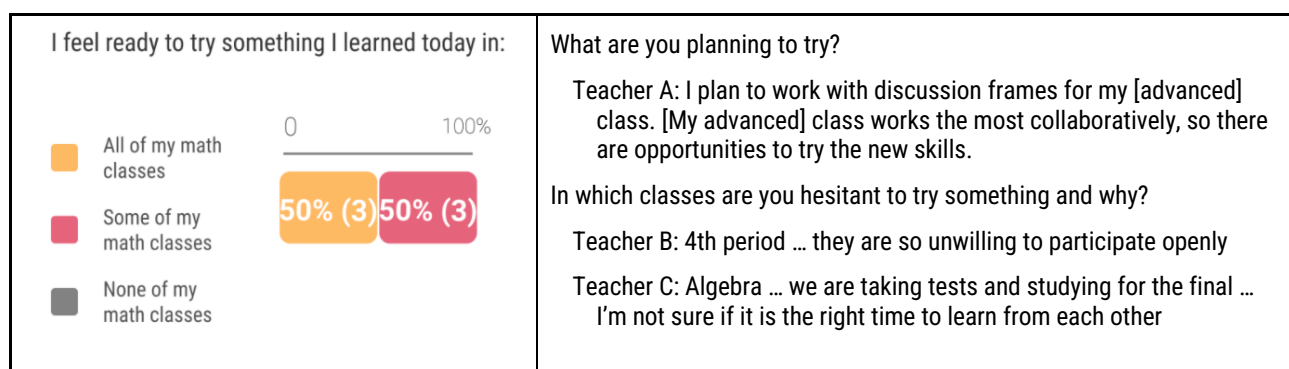 I feel ready to try something I learned today in:
0 100%
All of my math
classes
50% (3) 50% (3)
Some of my
math classes
None of my
math classes
What are you planning to try?
Teacher A: I plan to work with discussion frames for my [advanced]
class. [My advanced] class works the most collaboratively, so there
are opportunities to try the new skills.
In which classes are you hesitant to try something and why?
Teacher B: 4th period … they are so unwilling to participate openly
Teacher C: Algebra … we are taking tests and studying for the final …
I’m not sure if it is the right time to learn from each other